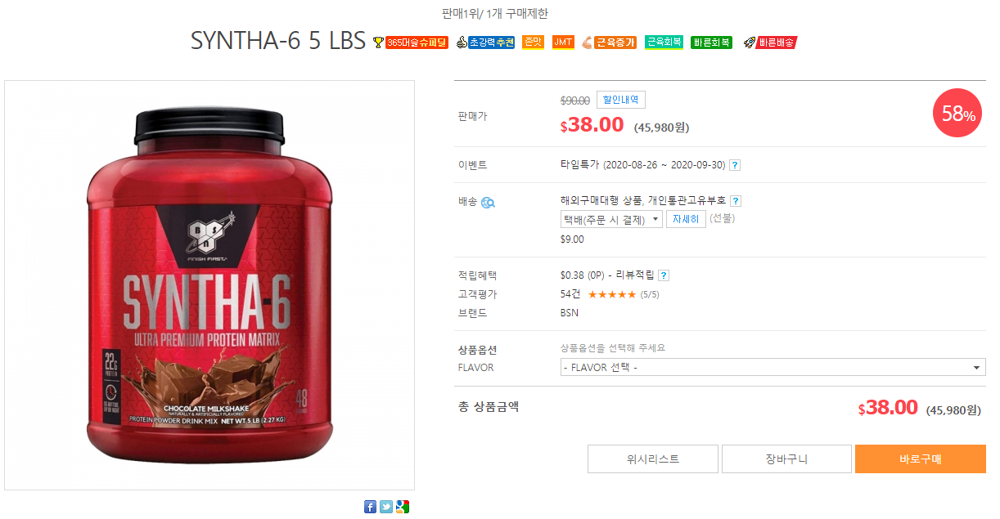 판매1위/ 1개 구매제한
SYNTHA-6 5 LBS 365머슬슈퍼딜 초강력추천 존맛 JMT 근육증가 근육회복 빠른회복 빠른배송
BSN
FINISH FIRST.
SYNTHA-6
ULTRA PREMIUM PROTEIN MATRIX
22G
PROTEIN
48
CHOCOLATE MILKSHAKE
NATURALLY & ARTIFICIALLY FLAVORED
PROTEIN POWDER DRINK MIX NET WT. 5 LB (2.27 KG)
판매가
$90.00 할인내역
$38.00 (45,980원)
58%
이벤트 타임특가 (2020-08-26 ~ 2020-09-30) ?
배송 해외구매대행 상품, 개인통관고유부호 ?
택배(주문 시 결제) 자세히 (선불)
$9.00
적립혜택 $0.38 (0P) - 리뷰적립 ?
고객평가 54건 ★★★★★ (5/5)
브랜드 BSN
상품옵션 상품옵션을 선택해 주세요
FLAVOR - FLAVOR 선택 -
총 상품금액 $38.00 (45,980원)
위시리스트 장바구니 바로구매